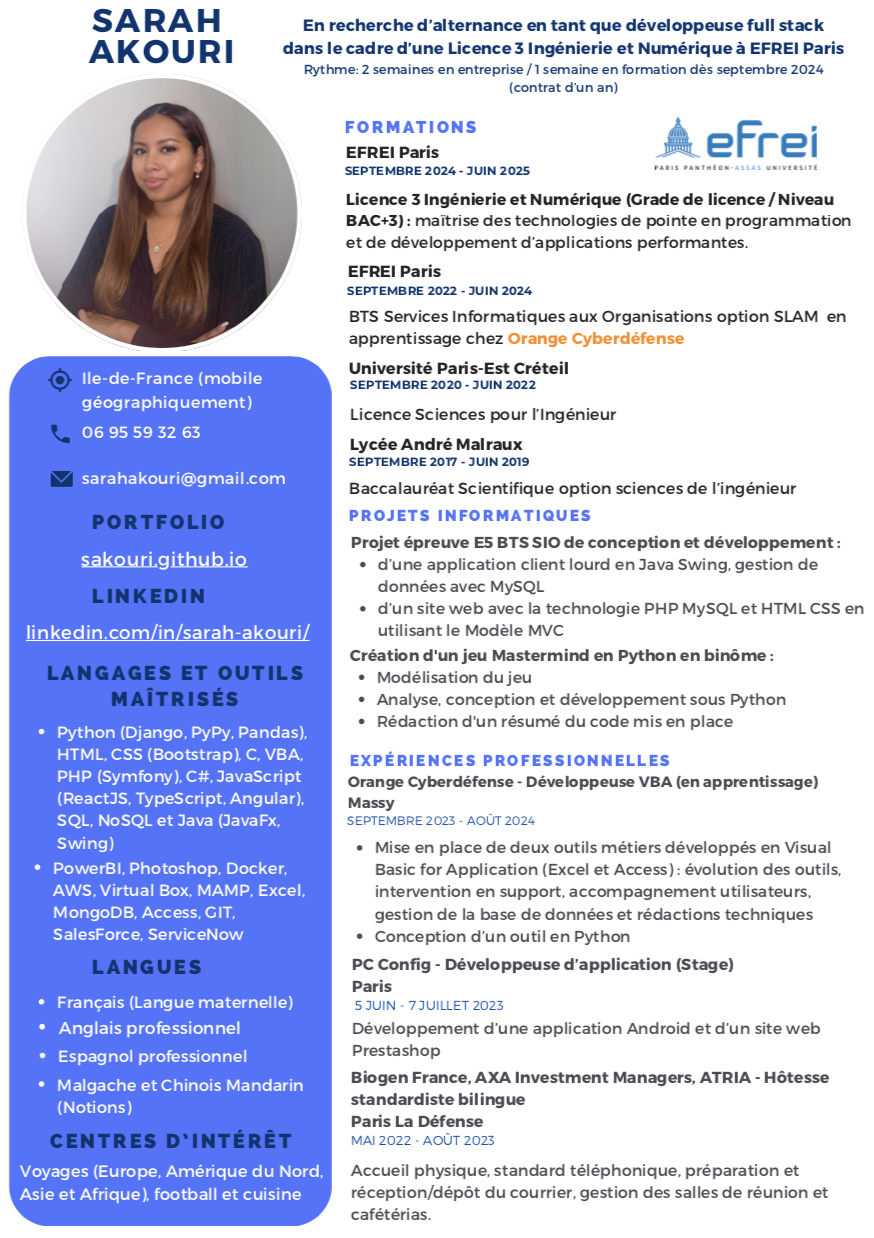 SARAH
AKOURI
En recherche d'alternance en tant que développeuse full stack
dans le cadre d'une Licence 3 Ingénierie et Numérique à EFREI Paris
Rythme: 2 semaines en entreprise / 1 semaine en formation dès septembre 2024
(contrat d'un an)
Ile-de-France (mobile
géographiquement)
06 95 59 32 63
sarahakouri@gmail.com
PORTFOLIO
sakouri.github.io
LINKEDIN
linkedin.com/in/sarah-akouri/
LANGAGES ET OUTILS
MAÎTRISÉS
• Python (Django, PyPy, Pandas),
HTML, CSS (Bootstrap), C, VBA,
PHP (Symfony), C#, JavaScript
(ReactJS, TypeScript, Angular),
SQL, NoSQL et Java (JavaFx,
Swing)
• PowerBI, Photoshop, Docker,
AWS, Virtual Box, MAMP, Excel,
MongoDB, Access, GIT,
SalesForce, ServiceNow
LANGUES
• Français (Langue maternelle)
• Anglais professionnel
• Espagnol professionnel
• Malgache et Chinois Mandarin
(Notions)
CENTRES D'INTÉRÊT
Voyages (Europe, Amérique du Nord,
Asie et Afrique), football et cuisine
FORMATIONS
efrei
PARIS PANTHÉON-ASSAS UNIVERSITÉ
EFREI Paris
SEPTEMBRE 2024 - JUIN 2025
Licence 3 Ingénierie et Numérique (Grade de licence / Niveau
BAC+3) : maîtrise des technologies de pointe en programmation
et de développement d'applications performantes.
EFREI Paris
SEPTEMBRE 2022 - JUIN 2024
BTS Services Informatiques aux Organisations option SLAM en
apprentissage chez Orange Cyberdéfense
Université Paris-Est Créteil
SEPTEMBRE 2020 - JUIN 2022
Licence Sciences pour l'Ingénieur
Lycée André Malraux
SEPTEMBRE 2017 - JUIN 2019
Baccalauréat Scientifique option sciences de l'ingénieur
PROJETS INFORMATIQUES
Projet épreuve E5 BTS SIO de conception et développement :
• d'une application client lourd en Java Swing, gestion de
données avec MySQL
• d'un site web avec la technologie PHP MySQL et HTML CSS en
utilisant le Modèle MVC
Création d'un jeu Mastermind en Python en binôme :
• Modélisation du jeu
• Analyse, conception et développement sous Python
• Rédaction d'un résumé du code mis en place
EXPÉRIENCES PROFESSIONNELLES
Orange Cyberdéfense - Développeuse VBA (en apprentissage)
Massy
SEPTEMBRE 2023 - AOÛT 2024
• Mise en place de deux outils métiers développés en Visual
Basic for Application (Excel et Access) : évolution des outils,
intervention en support, accompagnement utilisateurs,
gestion de la base de données et rédactions techniques
• Conception d'un outil en Python
PC Config - Développeuse d'application (Stage)
Paris
5 JUIN - 7 JUILLET 2023
Développement d'une application Android et d'un site web
Prestashop
Biogen France, AXA Investment Managers, ATRIA - Hôtesse
standardiste bilingue
Paris La Défense
MAI 2022 - AOÛT 2023
Accueil physique, standard téléphonique, préparation et
réception/dépôt du courrier, gestion des salles de réunion et
cafétérias.